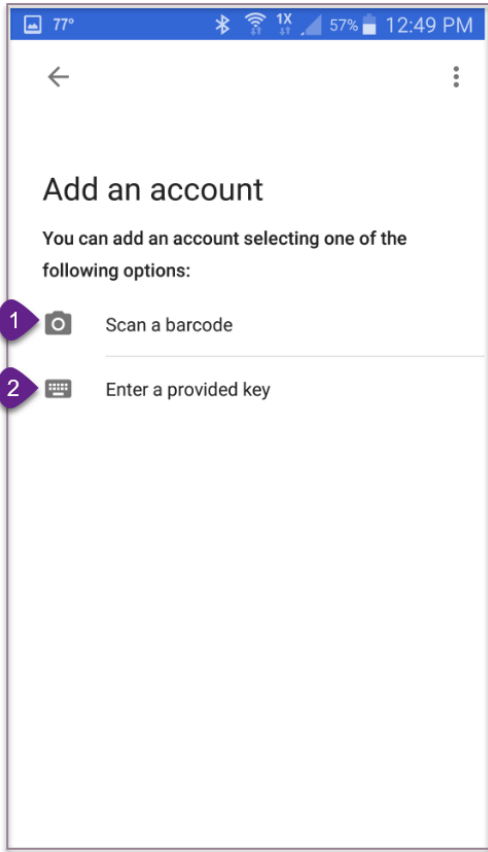 77° 1X 57% 12:49 PM
Add an account
You can add an account selecting one of the
following options:
1 Scan a barcode
2 Enter a provided key